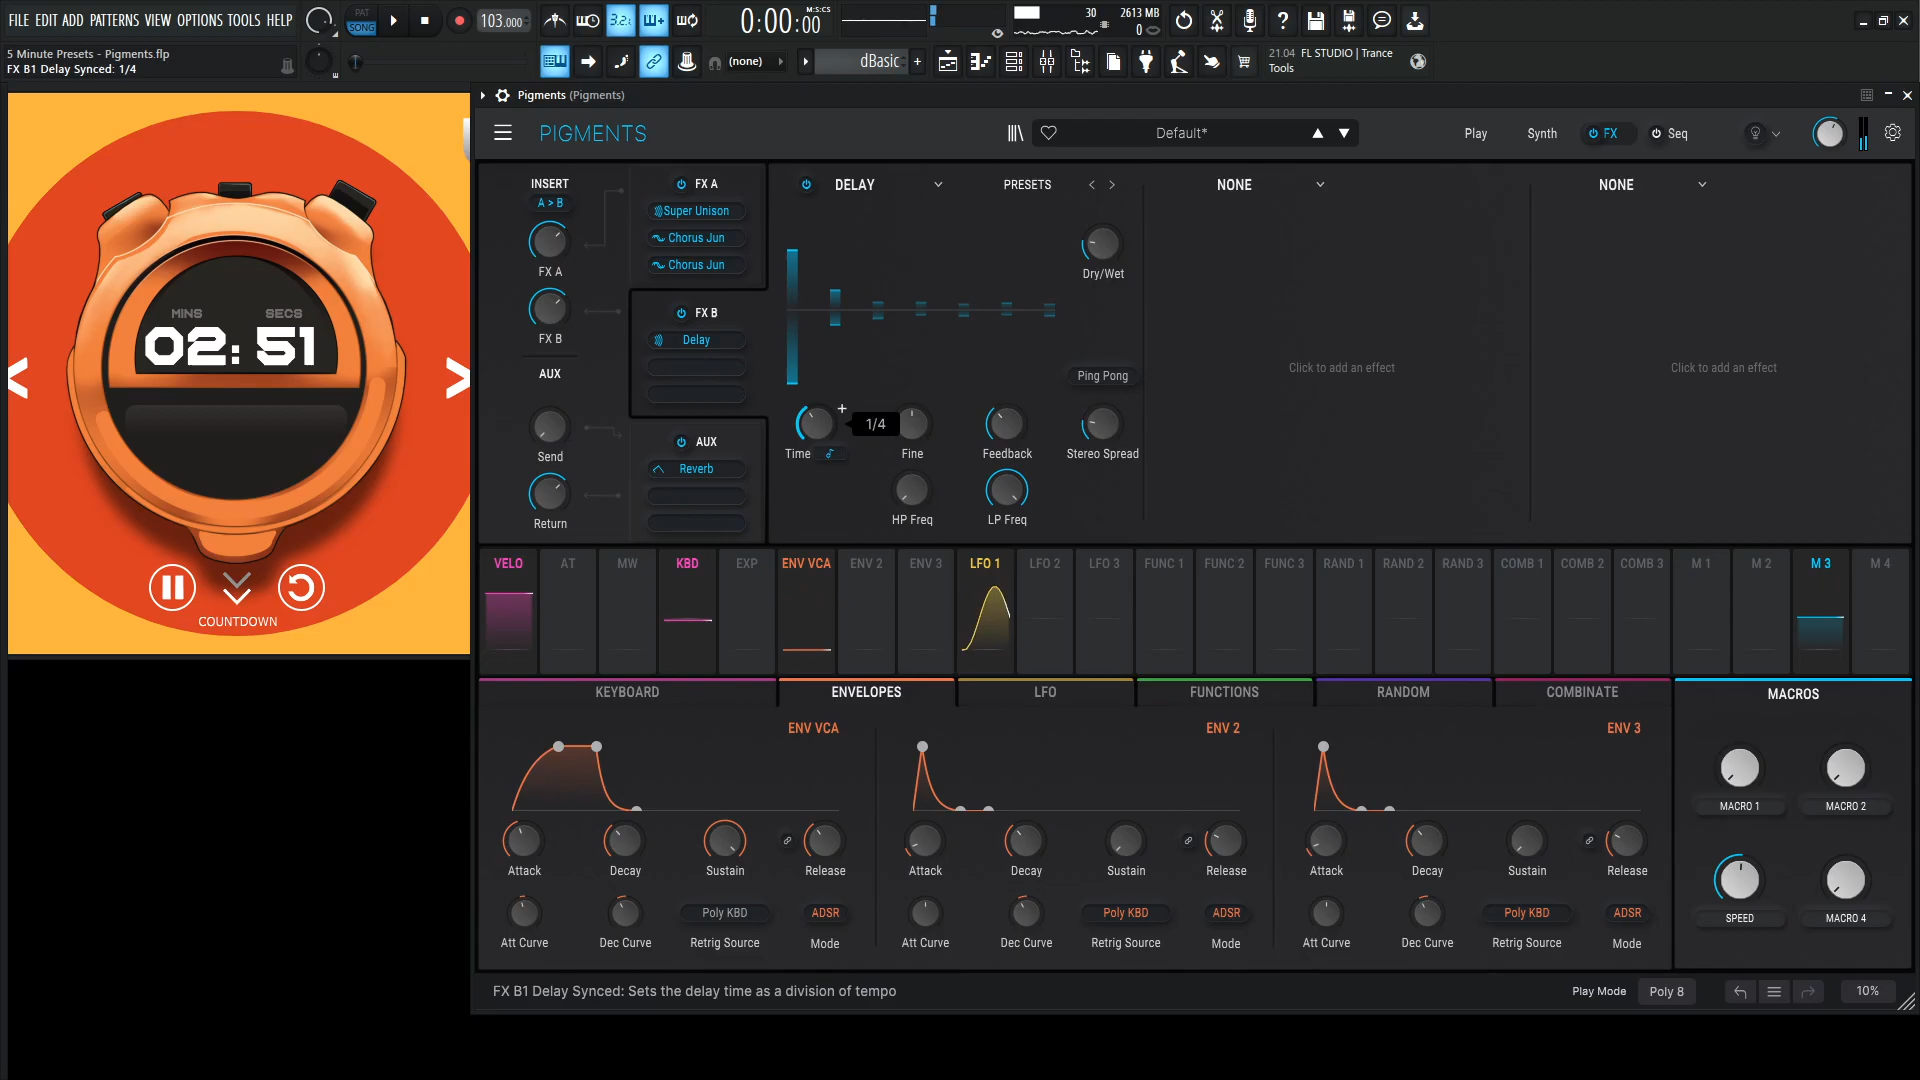 FILE EDIT ADD PATTERNS VIEW OPTIONS TOOLS HELP
PAT
SONG
103.000
3.2.
0:00:00
M:S:CS
30
2613 MB
0
5 Minute Presets - Pigments.flp
FX B1 Delay Synced: 1/4
(none)
dBasic
21.04 FL STUDIO | Trance
Tools
Pigments (Pigments)
PIGMENTS
Default*
Play
Synth
FX
Seq
INSERT
A > B
FX A
FX B
AUX
Send
Return
FX A
Super Unison
Chorus Jun
Chorus Jun
FX B
Delay
AUX
Reverb
DELAY
PRESETS
Dry/Wet
Ping Pong
1/4
Time
Fine
Feedback
Stereo Spread
HP Freq
LP Freq
NONE
Click to add an effect
NONE
Click to add an effect
MINS
SECS
02: 51
COUNTDOWN
VELO
AT
MW
KBD
EXP
ENV VCA
ENV 2
ENV 3
LFO 1
LFO 2
LFO 3
FUNC 1
FUNC 2
FUNC 3
RAND 1
RAND 2
RAND 3
COMB 1
COMB 2
COMB 3
M 1
M 2
M 3
M 4
KEYBOARD
ENVELOPES
LFO
FUNCTIONS
RANDOM
COMBINATE
MACROS
ENV VCA
Attack
Decay
Sustain
Release
Att Curve
Dec Curve
Poly KBD
Retrig Source
ADSR
Mode
ENV 2
Attack
Decay
Sustain
Release
Att Curve
Dec Curve
Poly KBD
Retrig Source
ADSR
Mode
ENV 3
Attack
Decay
Sustain
Release
Att Curve
Dec Curve
Poly KBD
Retrig Source
ADSR
Mode
MACRO 1
MACRO 2
SPEED
MACRO 4
FX B1 Delay Synced: Sets the delay time as a division of tempo
Play Mode
Poly 8
10%